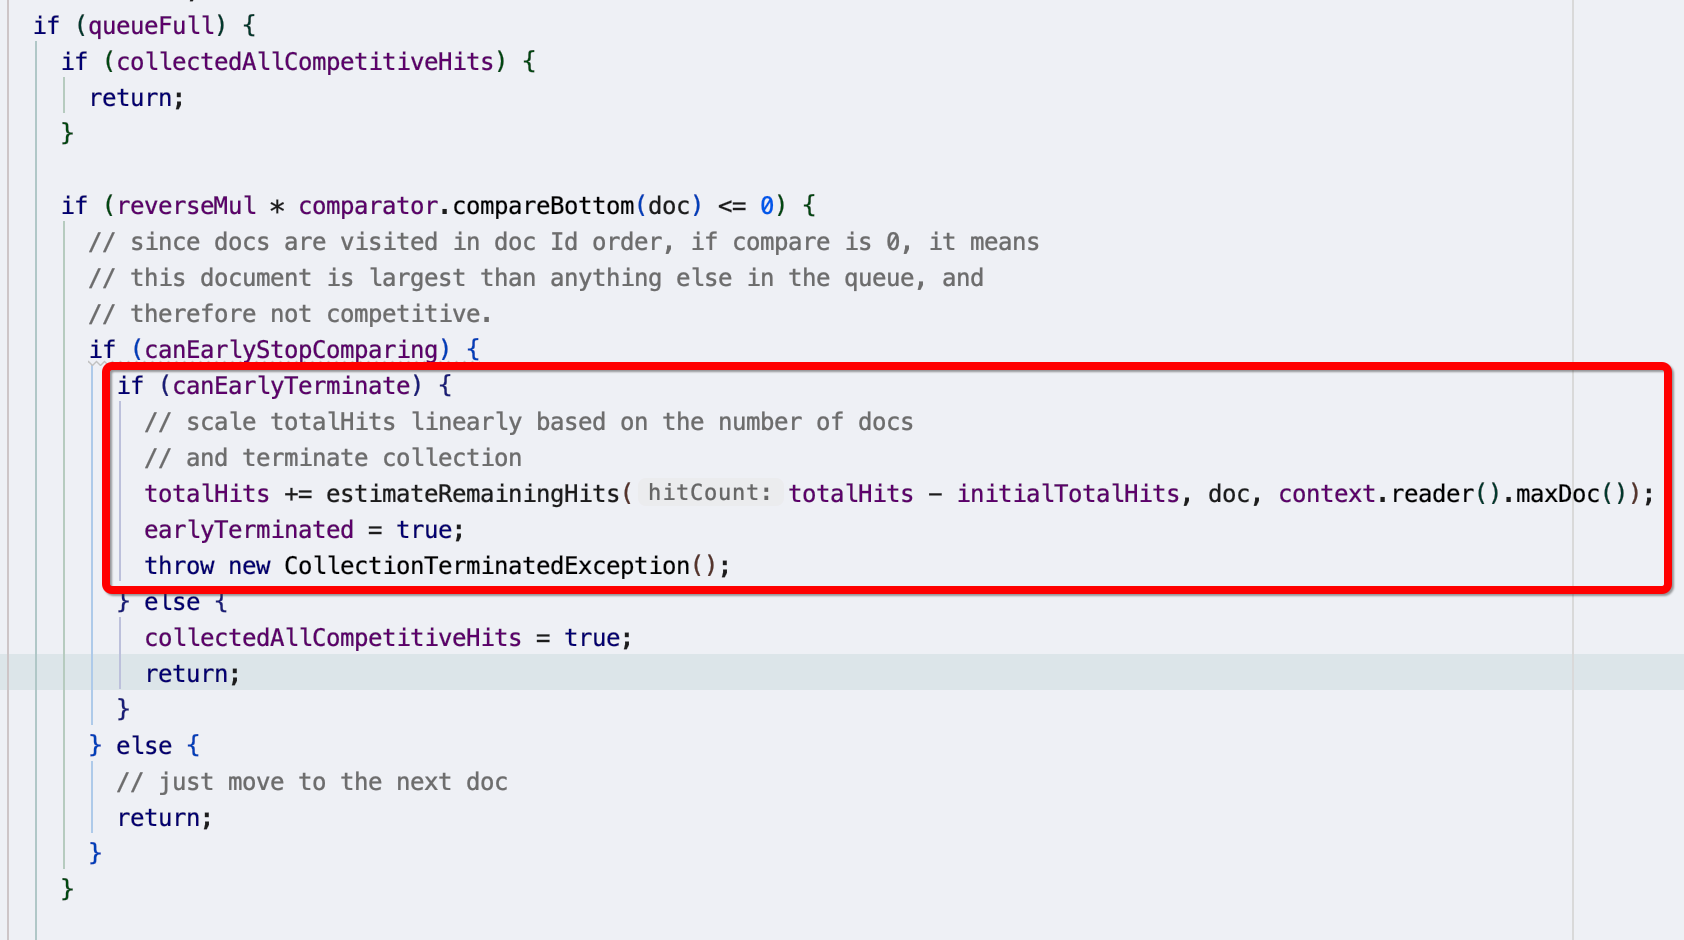 if (queueFull) {
if (collectedAllCompetitiveHits) {
return;
}
if (reverseMul * comparator.compareBottom(doc) <= 0) {
// since docs are visited in doc Id order, if compare is 0, it means
// this document is largest than anything else in the queue, and
// therefore not competitive.
if (canEarlyStopComparing) {
if (canEarlyTerminate) {
// scale totalHits linearly based on the number of docs
// and terminate collection
totalHits += estimateRemainingHits( hitCount: totalHits - initialTotalHits, doc, context.reader().maxDoc());
earlyTerminated = true;
throw new CollectionTerminatedException();
} else {
collectedAllCompetitiveHits = true;
return;
}
} else {
// just move to the next doc
return;
}
}